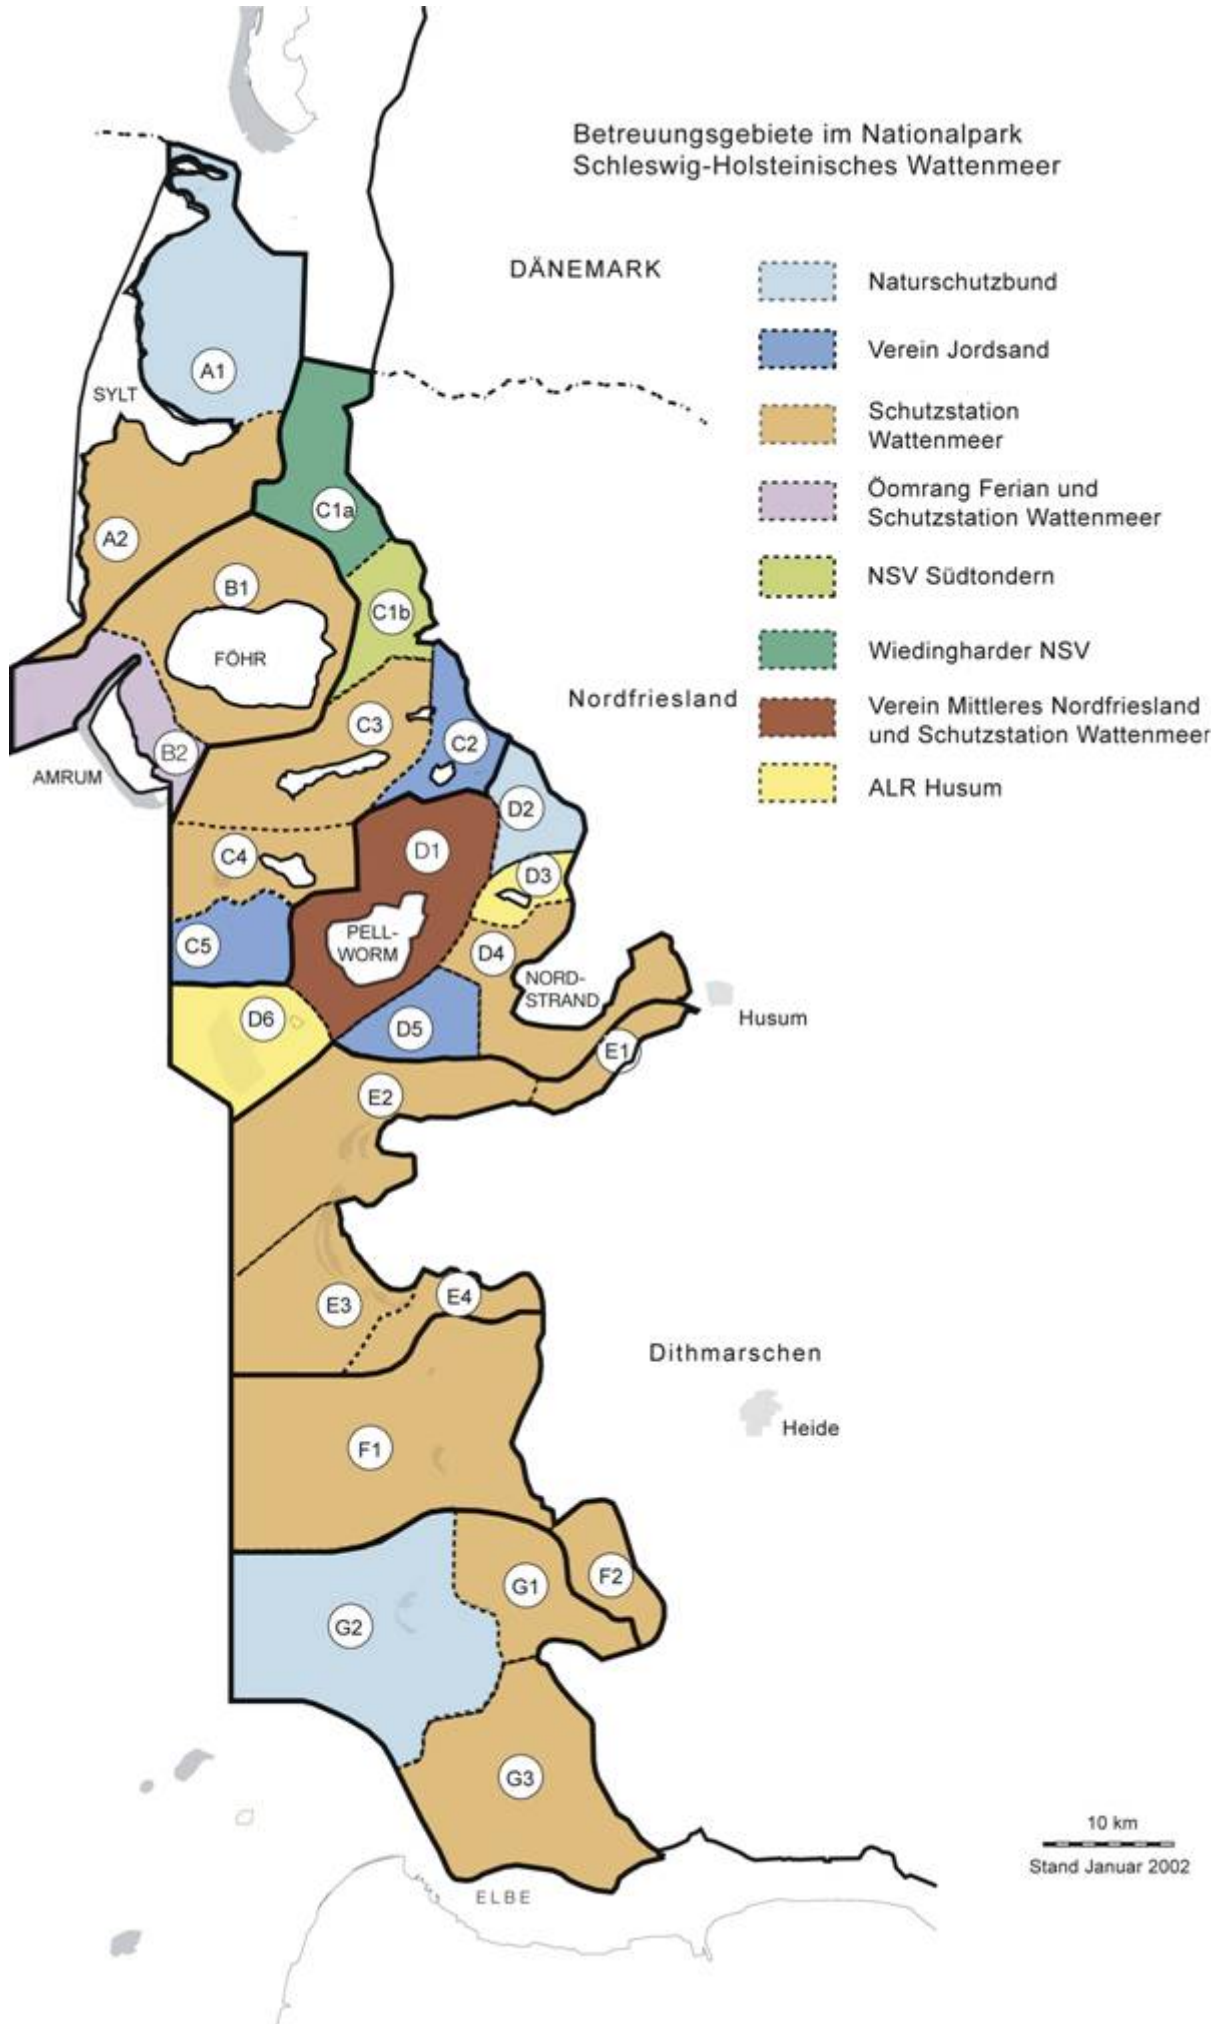 Betreuungsgebiete im Nationalpark
Schleswig-Holsteinisches Wattenmeer
DÄNEMARK
Naturschutzbund
Verein Jordsand
Schutzstation
Wattenmeer
Öomrang Ferian und
Schutzstation Wattenmeer
NSV Südtondern
Wiedingharder NSV
Verein Mittleres Nordfriesland
und Schutzstation Wattenmeer
ALR Husum
A1
SYLT
C1a
A2
B1
C1b
FÖHR
Nordfriesland
C3
C2
B2
AMRUM
D2
D1
C4
D3
PELL-
WORM
C5
D4
NORD-
STRAND
D6
D5
Husum
E1
E2
E3
E4
Dithmarschen
Heide
F1
F2
G1
G2
G3
10 km
Stand Januar 2002
ELBE